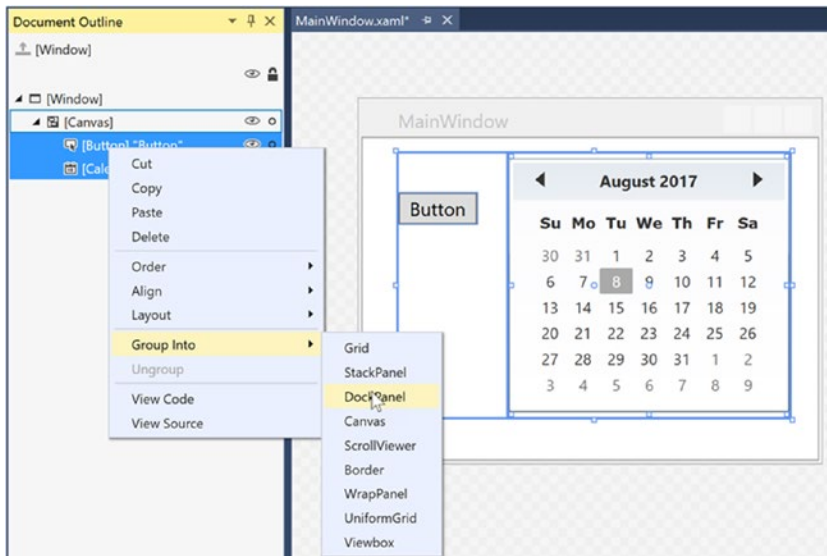 Document Outline
MainWindow.xaml*
[Window]
[Window]
[Canvas]
[Button] "Button"
Cut
Copy
Paste
Delete
Order
Align
Layout
Group Into
Ungroup
View Code
View Source
Grid
StackPanel
DockPanel
Canvas
ScrollViewer
Border
WrapPanel
UniformGrid
Viewbox
MainWindow
Button
August 2017
Su Mo Tu We Th Fr Sa
30 31 1 2 3 4 5
6 7 8 9 10 11 12
13 14 15 16 17 18 19
20 21 22 23 24 25 26
27 28 29 30 31 1 2
3 4 5 6 7 8 9